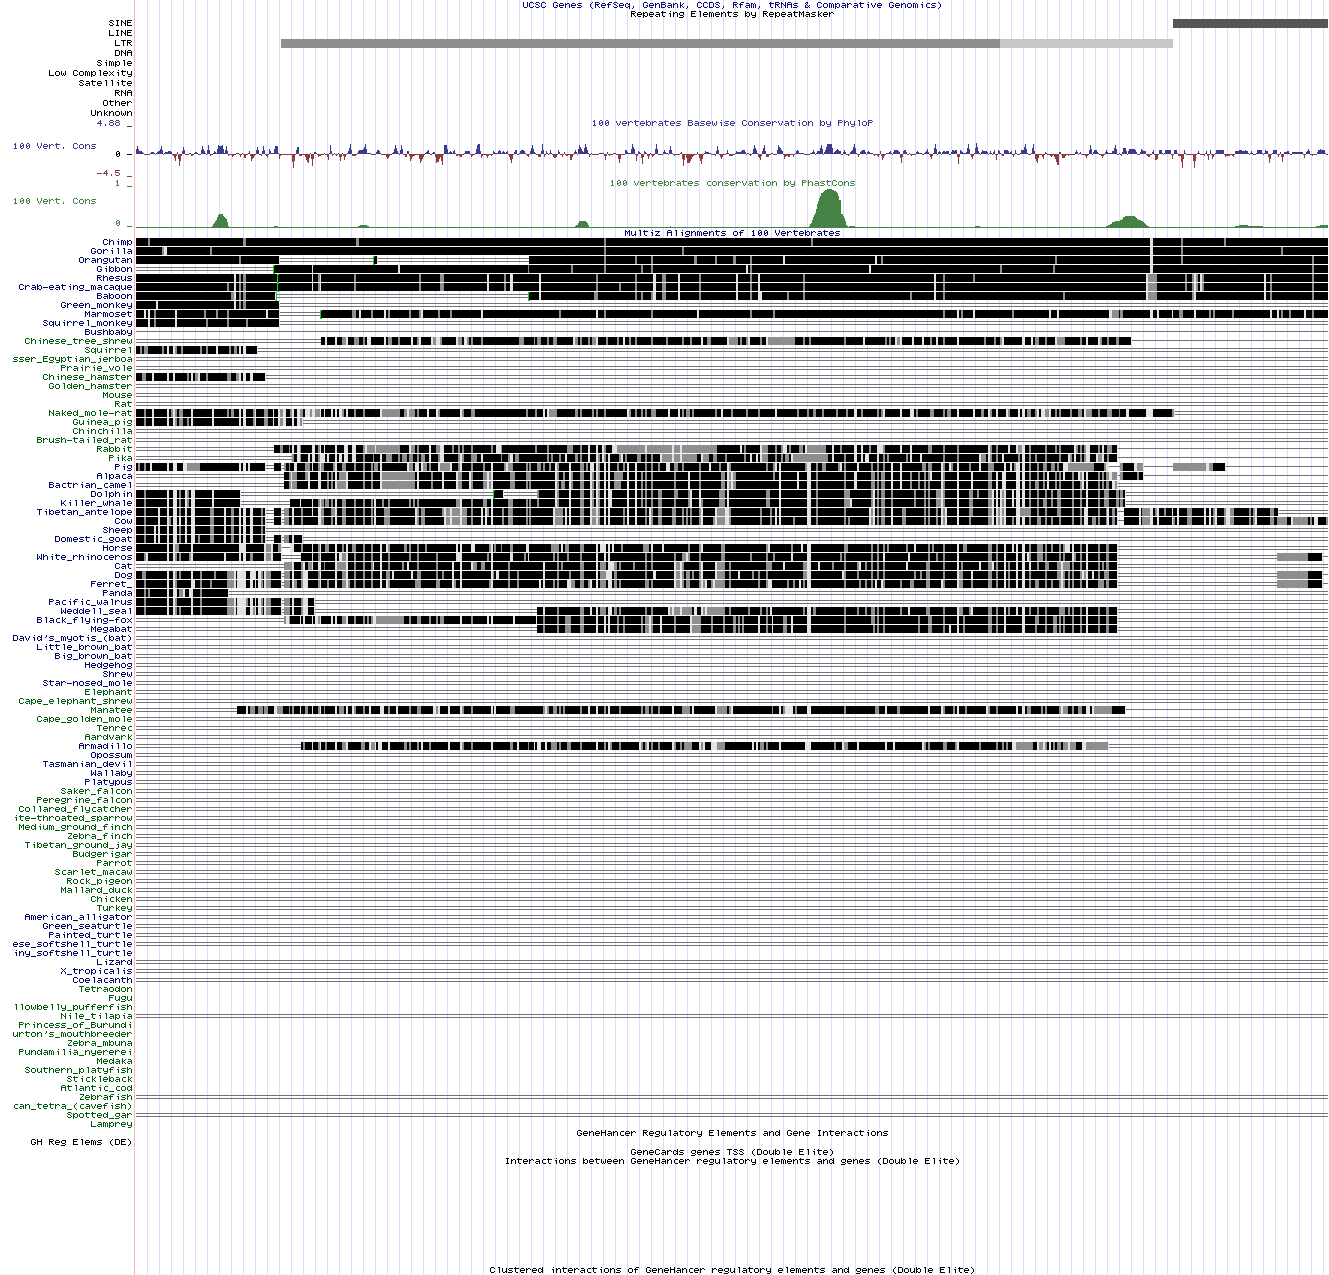 UCSC Genes (RefSeq, GenBank, CCDS, Rfam, tRNAs & Comparative Genomics)
Repeating Elements by RepeatMasker
SINE
LINE
LTR
DNA
Simple
Low Complexity
Satellite
RNA
Other
Unknown
4.88 _
100 vertebrates Basewise Conservation by PhyloP
100 Vert. Cons
0 _
-4.5 _
1 _
100 vertebrates conservation by PhastCons
100 Vert. Cons
0 _
Multiz Alignments of 100 Vertebrates
Chimp
Gorilla
Orangutan
Gibbon
Rhesus
Crab-eating_macaque
Baboon
Green_monkey
Marmoset
Squirrel_monkey
Bushbaby
Chinese_tree_shrew
Squirrel
sser_Egyptian_jerboa
Prairie_vole
Chinese_hamster
Golden_hamster
Mouse
Rat
Naked_mole-rat
Guinea_pig
Chinchilla
Brush-tailed_rat
Rabbit
Pika
Pig
Alpaca
Bactrian_camel
Dolphin
Killer_whale
Tibetan_antelope
Cow
Sheep
Domestic_goat
Horse
White_rhinoceros
Cat
Dog
Ferret_
Panda
Pacific_walrus
Weddell_seal
Black_flying-fox
Megabat
David's_myotis_(bat)
Little_brown_bat
Big_brown_bat
Hedgehog
Shrew
Star-nosed_mole
Elephant
Cape_elephant_shrew
Manatee
Cape_golden_mole
Tenrec
Aardvark
Armadillo
Opossum
Tasmanian_devil
Wallaby
Platypus
Saker_falcon
Peregrine_falcon
Collared_flycatcher
ite-throated_sparrow
Medium_ground_finch
Zebra_finch
Tibetan_ground_jay
Budgerigar
Parrot
Scarlet_macaw
Rock_pigeon
Mallard_duck
Chicken
Turkey
American_alligator
Green_seaturtle
Painted_turtle
ese_softshell_turtle
iny_softshell_turtle
Lizard
X_tropicalis
Coelacanth
Tetraodon
Fugu
llowbelly_pufferfish
Nile_tilapia
Princess_of_Burundi
urton's_mouthbreeder
Zebra_mbuna
Pundamilia_nyererei
Medaka
Southern_platyfish
Stickleback
Atlantic_cod
Zebrafish
can_tetra_(cavefish)
Spotted_gar
Lamprey
GeneHancer Regulatory Elements and Gene Interactions
GH Reg Elems (DE)
GeneCards genes TSS (Double Elite)
Interactions between GeneHancer regulatory elements and genes (Double Elite)
Clustered interactions of GeneHancer regulatory elements and genes (Double Elite)